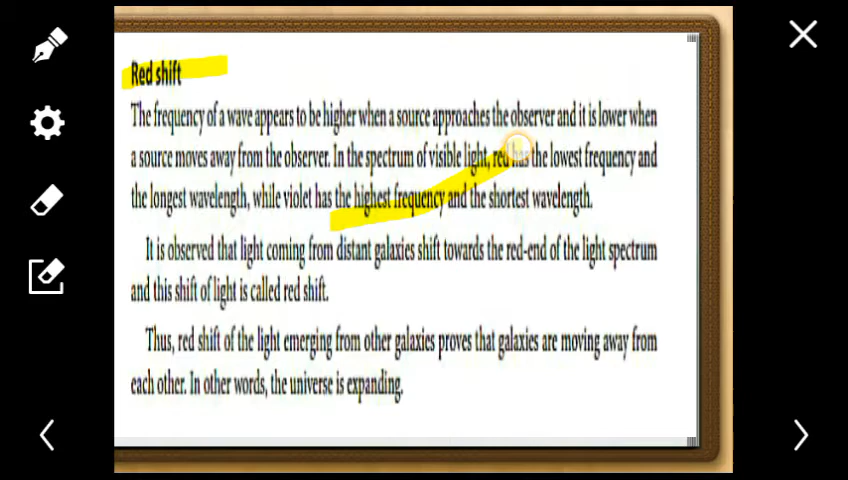 Red shift
The frequency of a wave appears to be higher when a source approaches the observer and it is lower when
a source moves away from the observer. In the spectrum of visible light, red has the lowest frequency and
the longest wavelength, while violet has the highest frequency and the shortest wavelength.
It is observed that light coming from distant galaxies shift towards the red-end of the light spectrum
and this shift of light is called red shift.
Thus, red shift of the light emerging from other galaxies proves that galaxies are moving away from
each other. In other words, the universe is expanding.